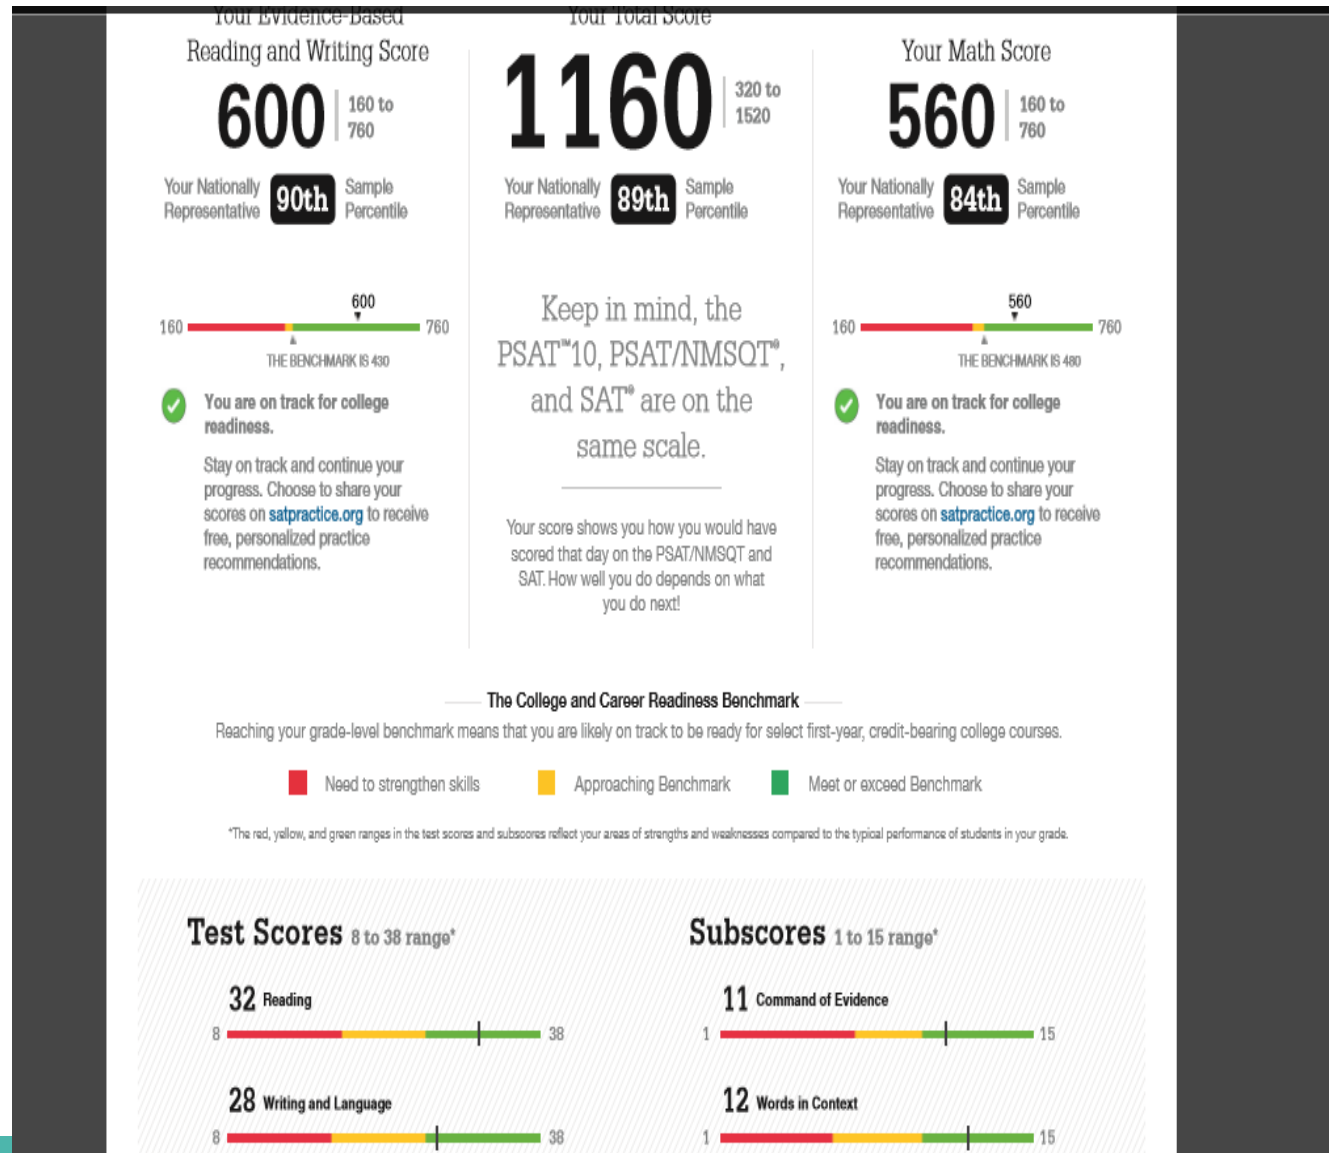 Your Evidence-Based
Reading and Writing Score
600
160 to
760
Your Nationally
Representative
90th
Sample
Percentile
160
600
760
THE BENCHMARK IS 430
You are on track for college
readiness.
Stay on track and continue your
progress. Choose to share your
scores on satpractice.org to receive
free, personalized practice
recommendations.
Your Total Score
1160
320 to
1520
Your Nationally
Representative
89th
Sample
Percentile
Keep in mind, the
PSAT™10, PSAT/NMSQT®,
and SAT® are on the
same scale.
Your score shows you how you would have
scored that day on the PSAT/NMSQT and
SAT. How well you do depends on what
you do next!
Your Math Score
560
160 to
760
Your Nationally
Representative
84th
Sample
Percentile
160
560
760
THE BENCHMARK IS 480
You are on track for college
readiness.
Stay on track and continue your
progress. Choose to share your
scores on satpractice.org to receive
free, personalized practice
recommendations.
The College and Career Readiness Benchmark
Reaching your grade-level benchmark means that you are likely on track to be ready for select first-year, credit-bearing college courses.
Need to strengthen skills
Approaching Benchmark
Meet or exceed Benchmark
*The red, yellow, and green ranges in the test scores and subscores reflect your areas of strengths and weaknesses compared to the typical performance of students in your grade.
Test Scores 8 to 38 range*
32 Reading
8
38
28 Writing and Language
8
38
Subscores 1 to 15 range*
11 Command of Evidence
1
15
12 Words in Context
1
15